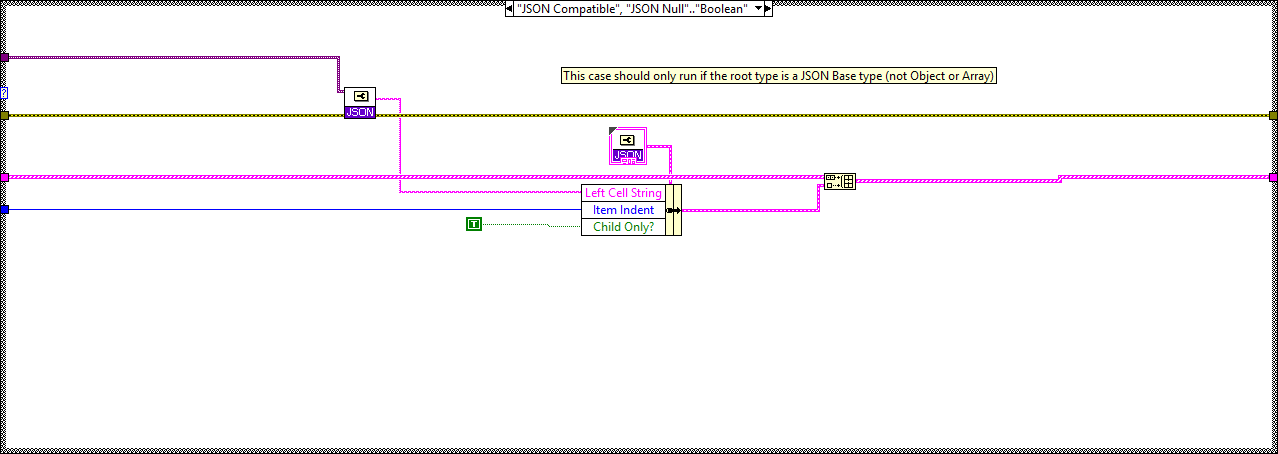 "JSON Compatible", "JSON Null".."Boolean"
This case should only run if the root type is a JSON Base type (not Object or Array)
?
JSON
JSON
Left Cell String
Item Indent
T
Child Only?